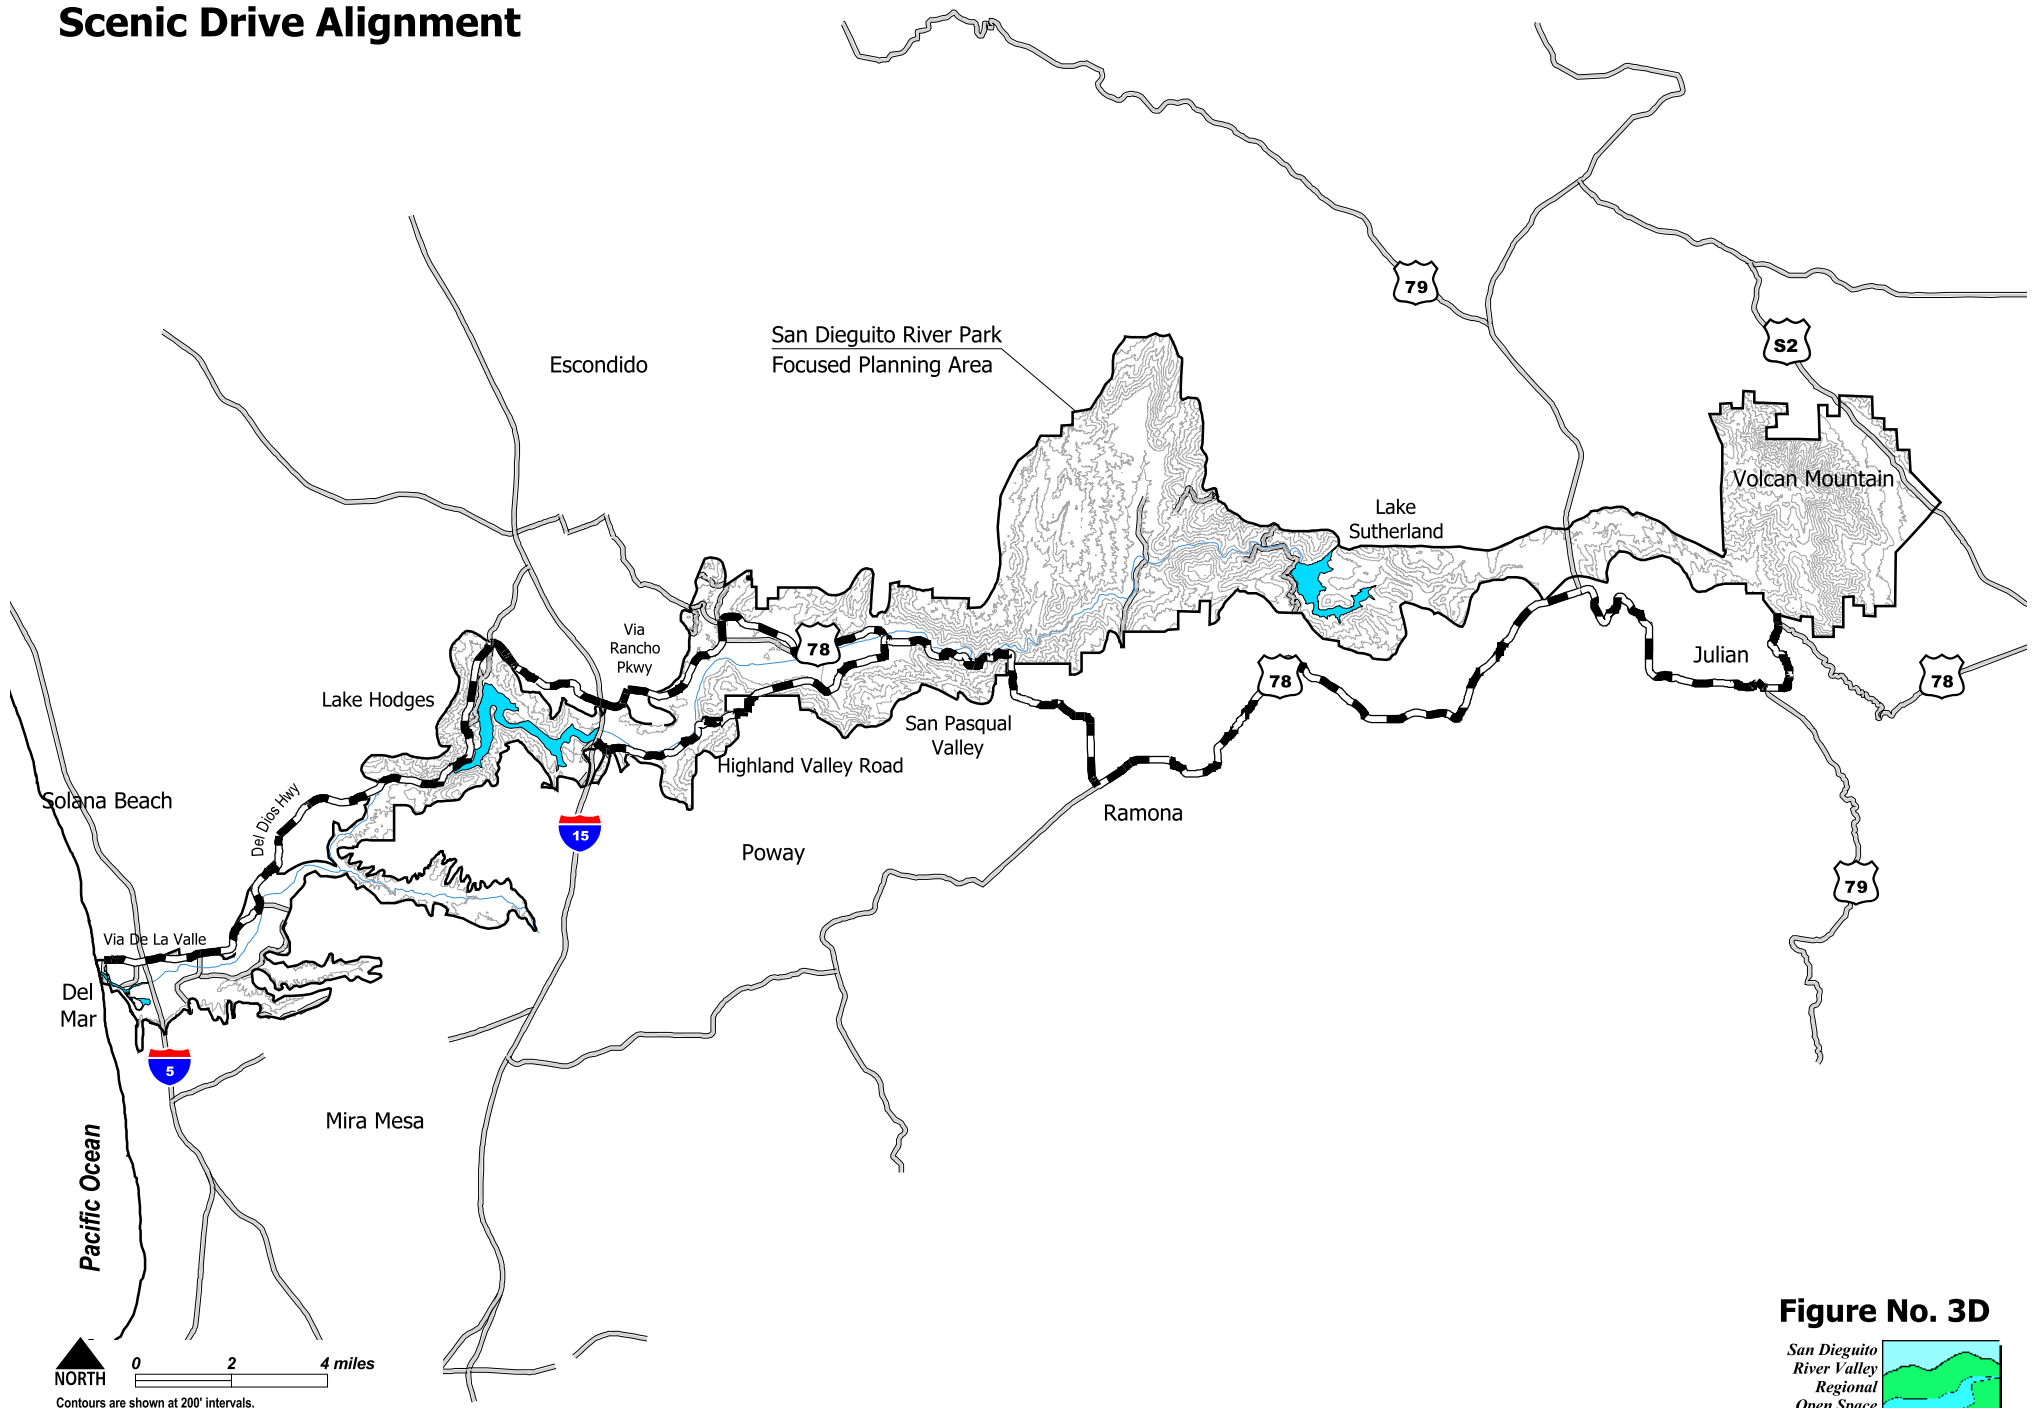 Scenic Drive Alignment
79
S2
San Dieguito River Park
Focused Planning Area
Escondido
Volcan Mountain
Lake
Sutherland
Via
Rancho
Pkwy
78
Julian
78
78
Lake Hodges
San Pasqual
Valley
Highland Valley Road
Solana Beach
Del Dios Hwy
Ramona
15
Poway
79
Via De La Valle
Del
Mar
5
Mira Mesa
Pacific Ocean
Figure No. 3D
San Dieguito
River Valley
Regional
Open Space
NORTH
0 2 4 miles
Contours are shown at 200' intervals.